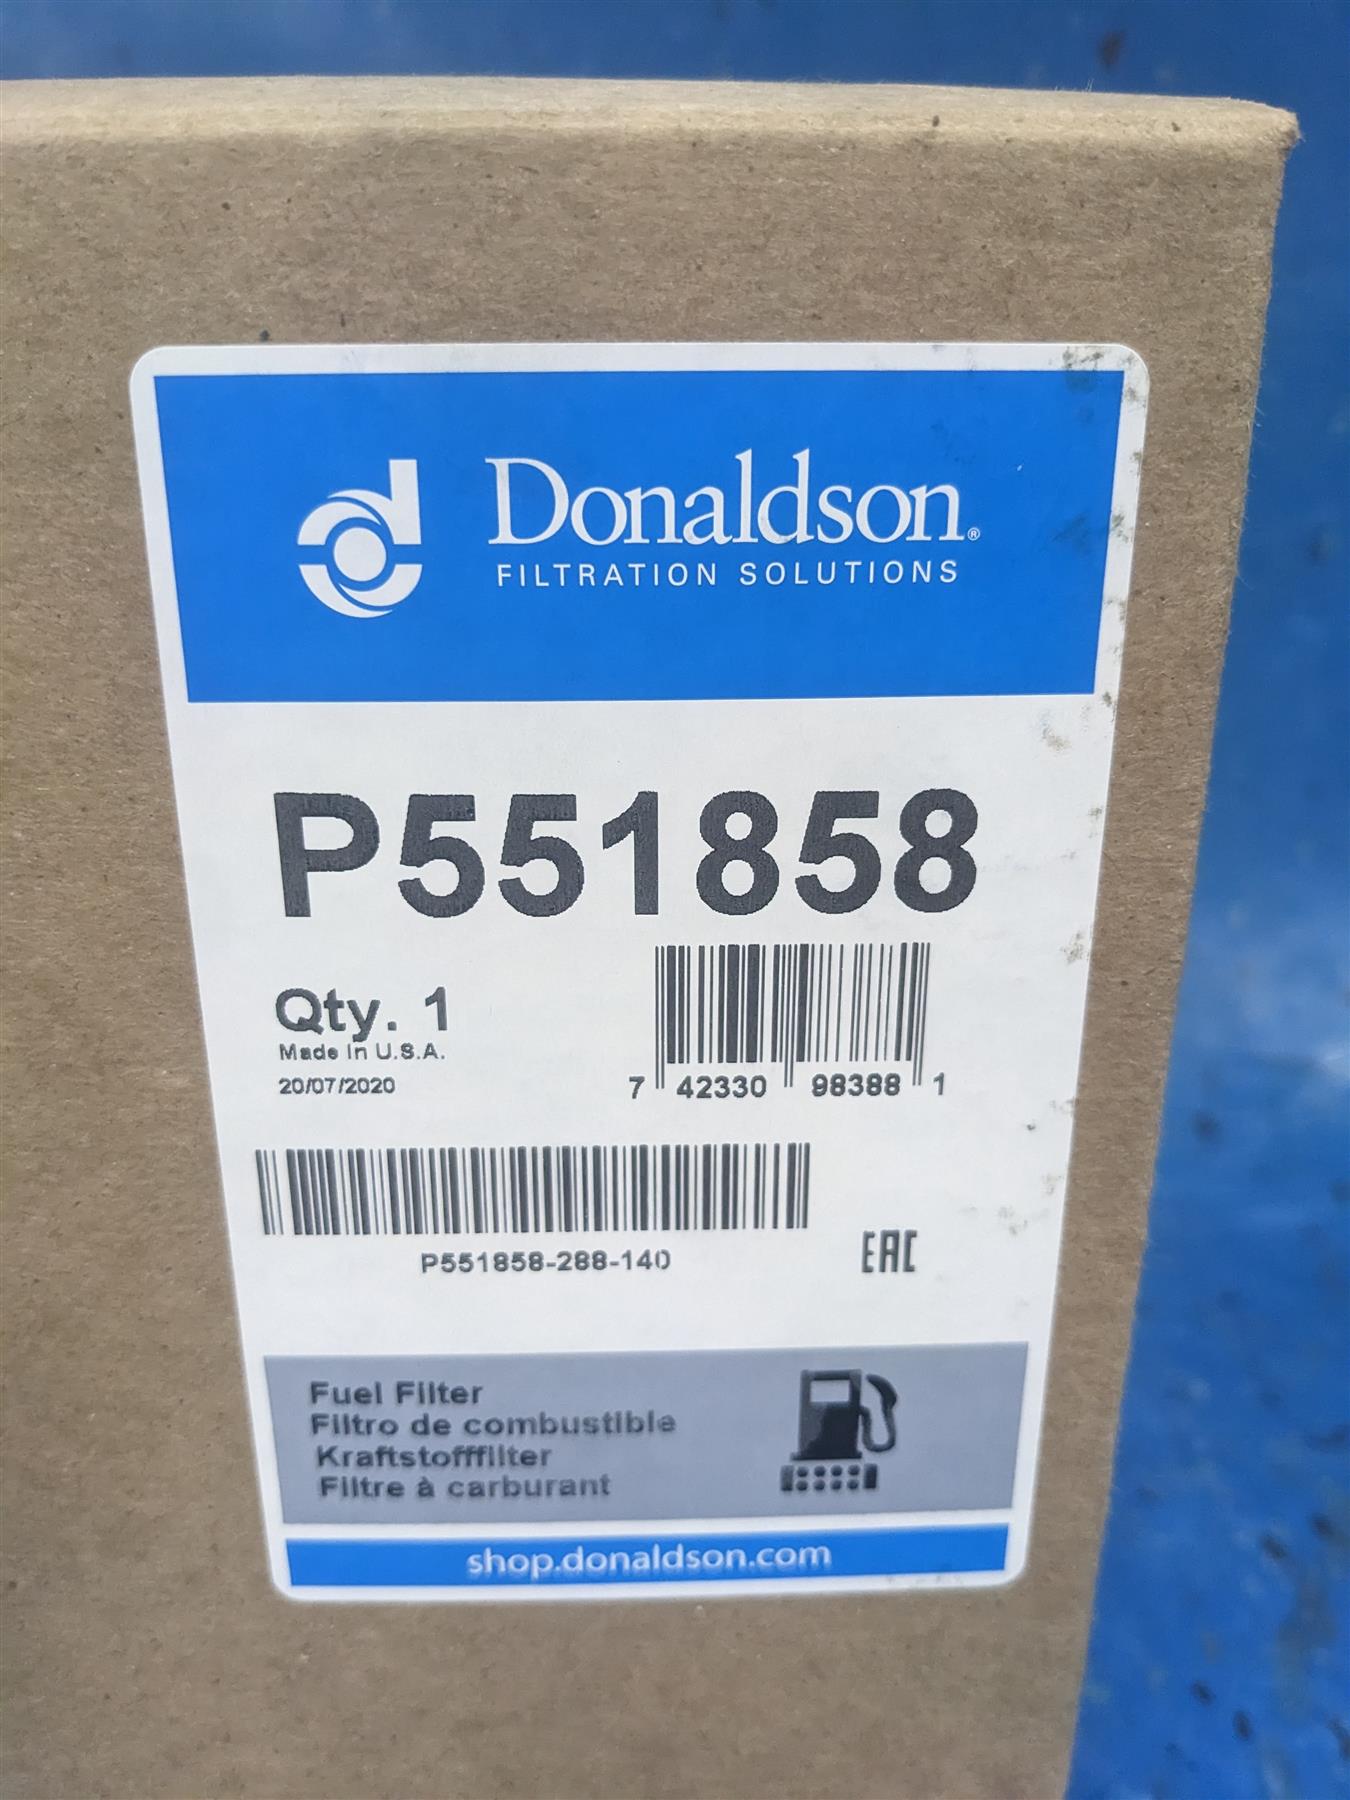 Donaldson®
FILTRATION SOLUTIONS
P551858
Qty. 1
Made In U.S.A.
20/07/2020
7 42330 98388 1
P551858-288-140
EAC
Fuel Filter
Filtro de combustible
Kraftstofffilter
Filtre à carburant
shop.donaldson.com